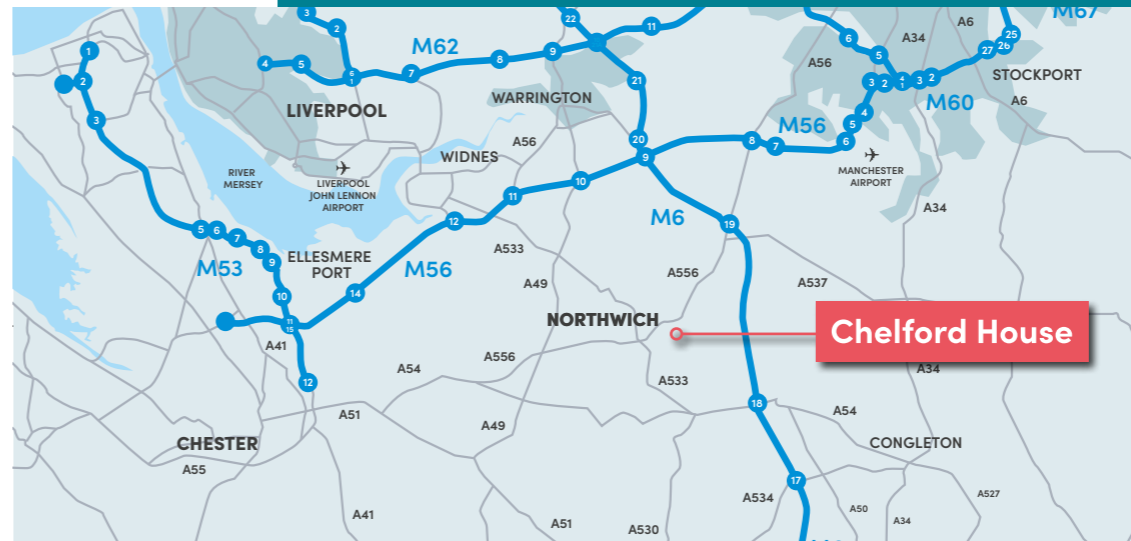 M67
22
3
2
11
A6
A34
25
26
27
6
5
M62
9
8
7
4
5
6
1
1
2
3
21
A56
3
2
4
1
3
2
STOCKPORT
M60
A6
WARRINGTON
LIVERPOOL
4
5
6
M56
8
7
20
9
A56
WIDNES
RIVER
MERSEY
LIVERPOOL
JOHN LENNON
AIRPORT
MANCHESTER
AIRPORT
10
11
12
A34
M6
19
5
6
7
8
9
10
M53
ELLESMERE
PORT
M56
14
A533
A49
A556
A537
NORTHWICH
Chelford House
11
15
A41
12
A54
A556
A533
A34
A51
A49
18
A54
CHESTER
CONGLETON
A55
17
A534
A527
A41
A51
A530
A50
A34